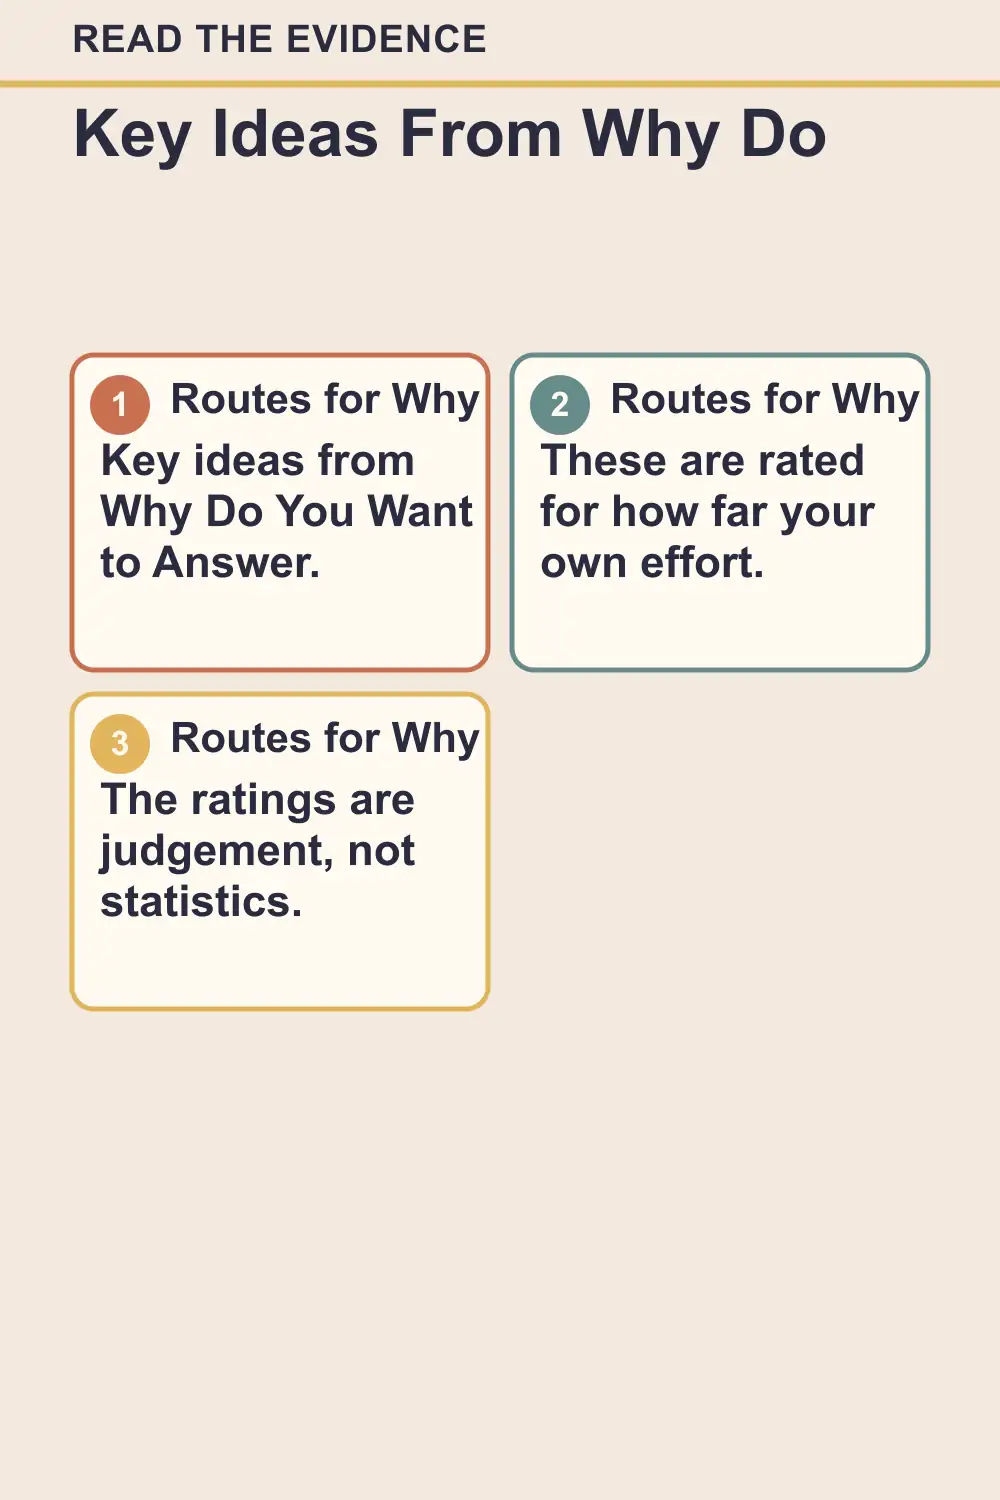 READ THE EVIDENCE
Key Ideas From Why Do
1 Routes for Why
Key ideas from
Why Do You Want
to Answer.
2 Routes for Why
These are rated
for how far your
own effort.
3 Routes for Why
The ratings are
judgement, not
statistics.